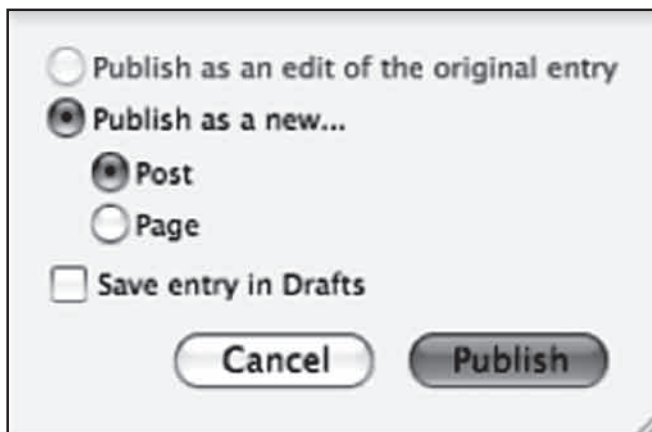 Publish as an edit of the original entry
Publish as a new...
Post
Page
Save entry in Drafts
Cancel Publish